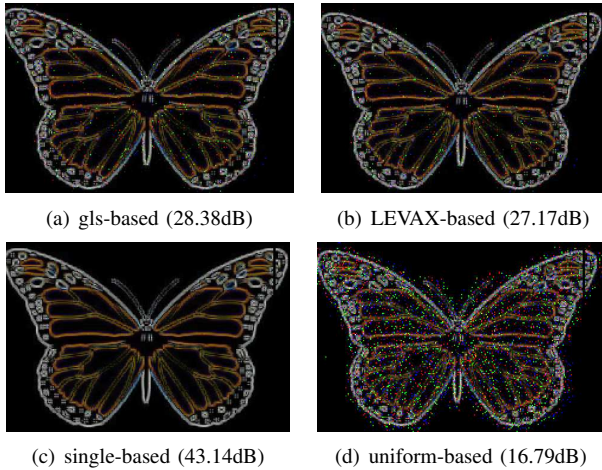 (a) gls-based (28.38dB)
(b) LEVAX-based (27.17dB)
(c) single-based (43.14dB)
(d) uniform-based (16.79dB)